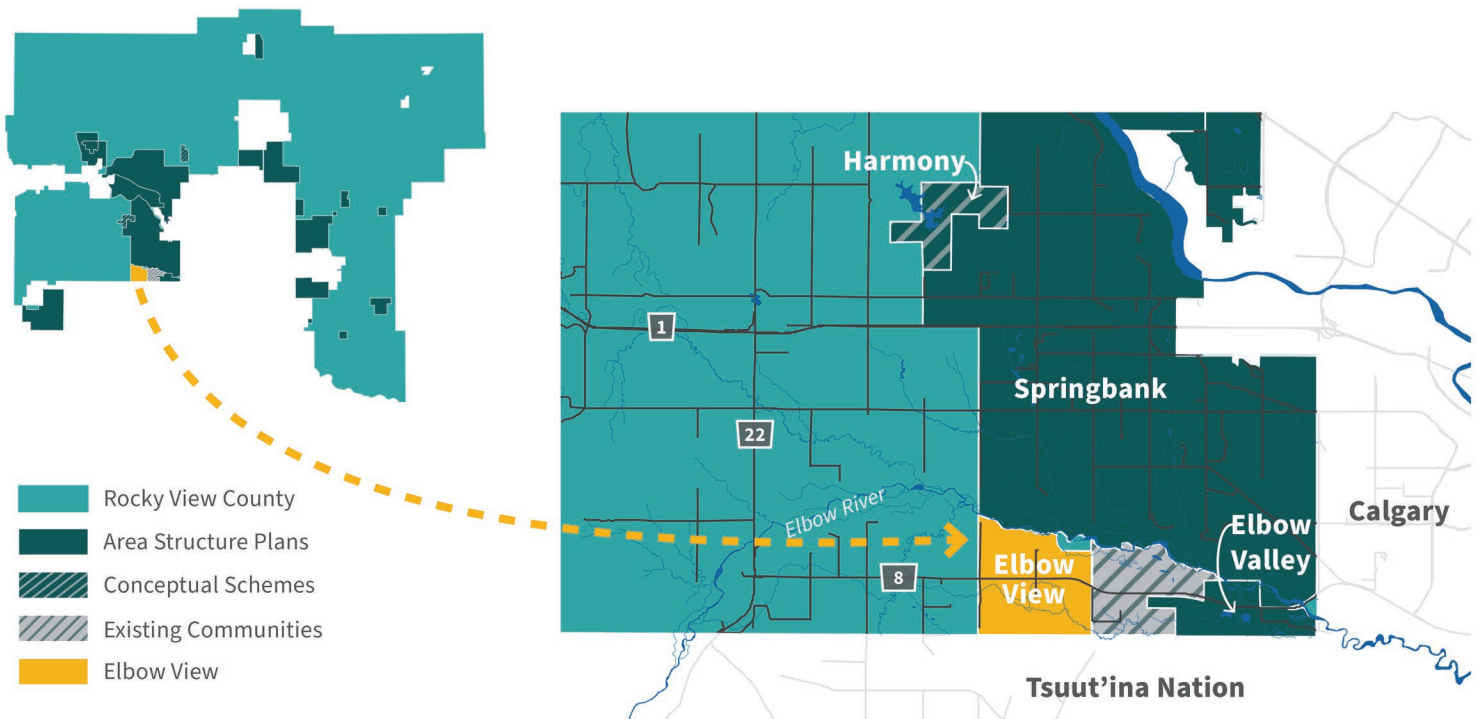 Rocky View County
Area Structure Plans
Conceptual Schemes
Existing Communities
Elbow View
Harmony
1
Springbank
22
Elbow River
Calgary
Elbow
Valley
Elbow
View
8
Tsuut’ina Nation